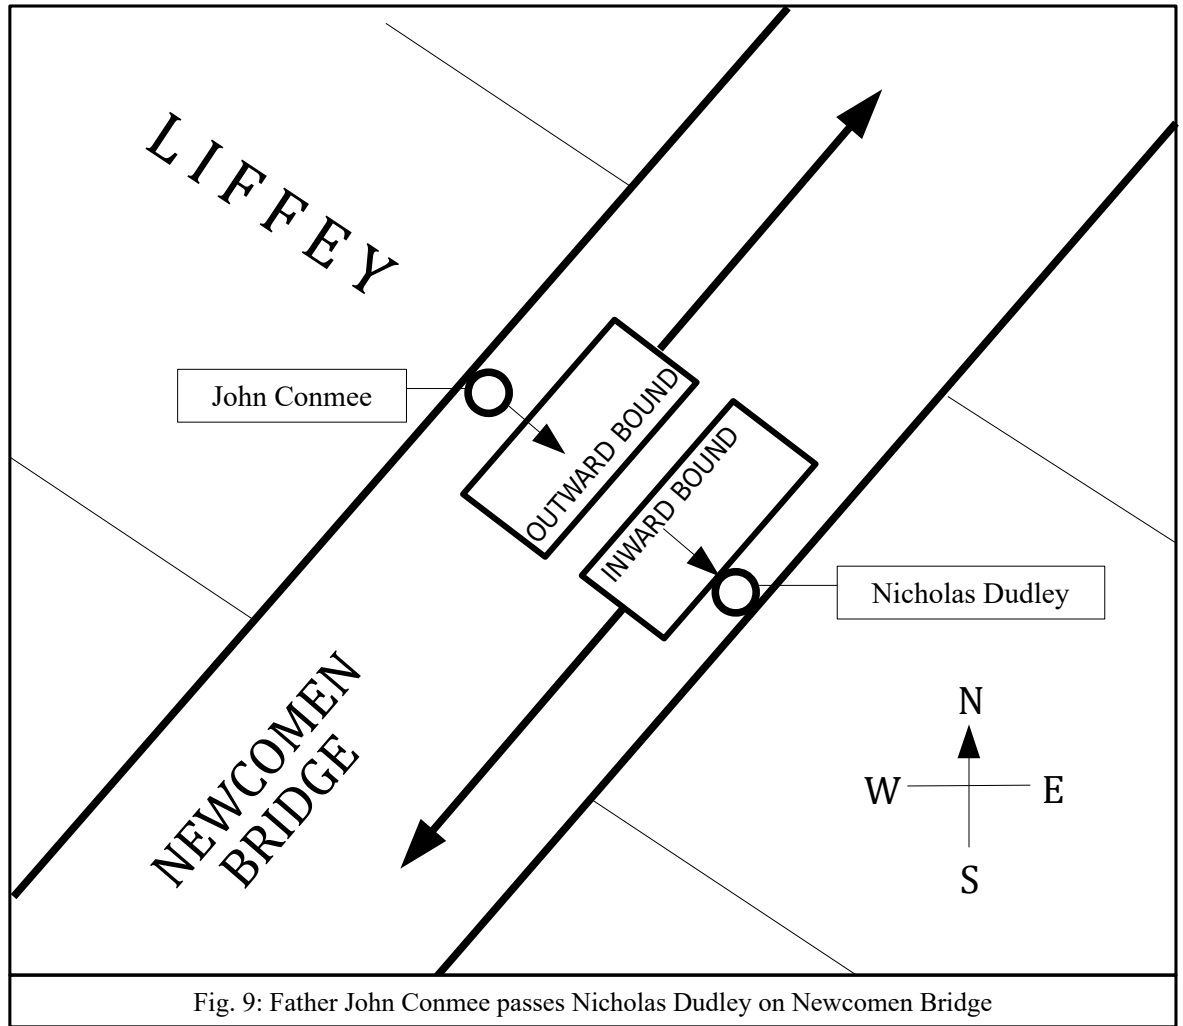 LIFFEY
John Conmee
OUTWARD BOUND
INWARD BOUND
Nicholas Dudley
NEWCOMEN
BRIDGE
N
W
E
S
Fig. 9: Father John Conmee passes Nicholas Dudley on Newcomen Bridge